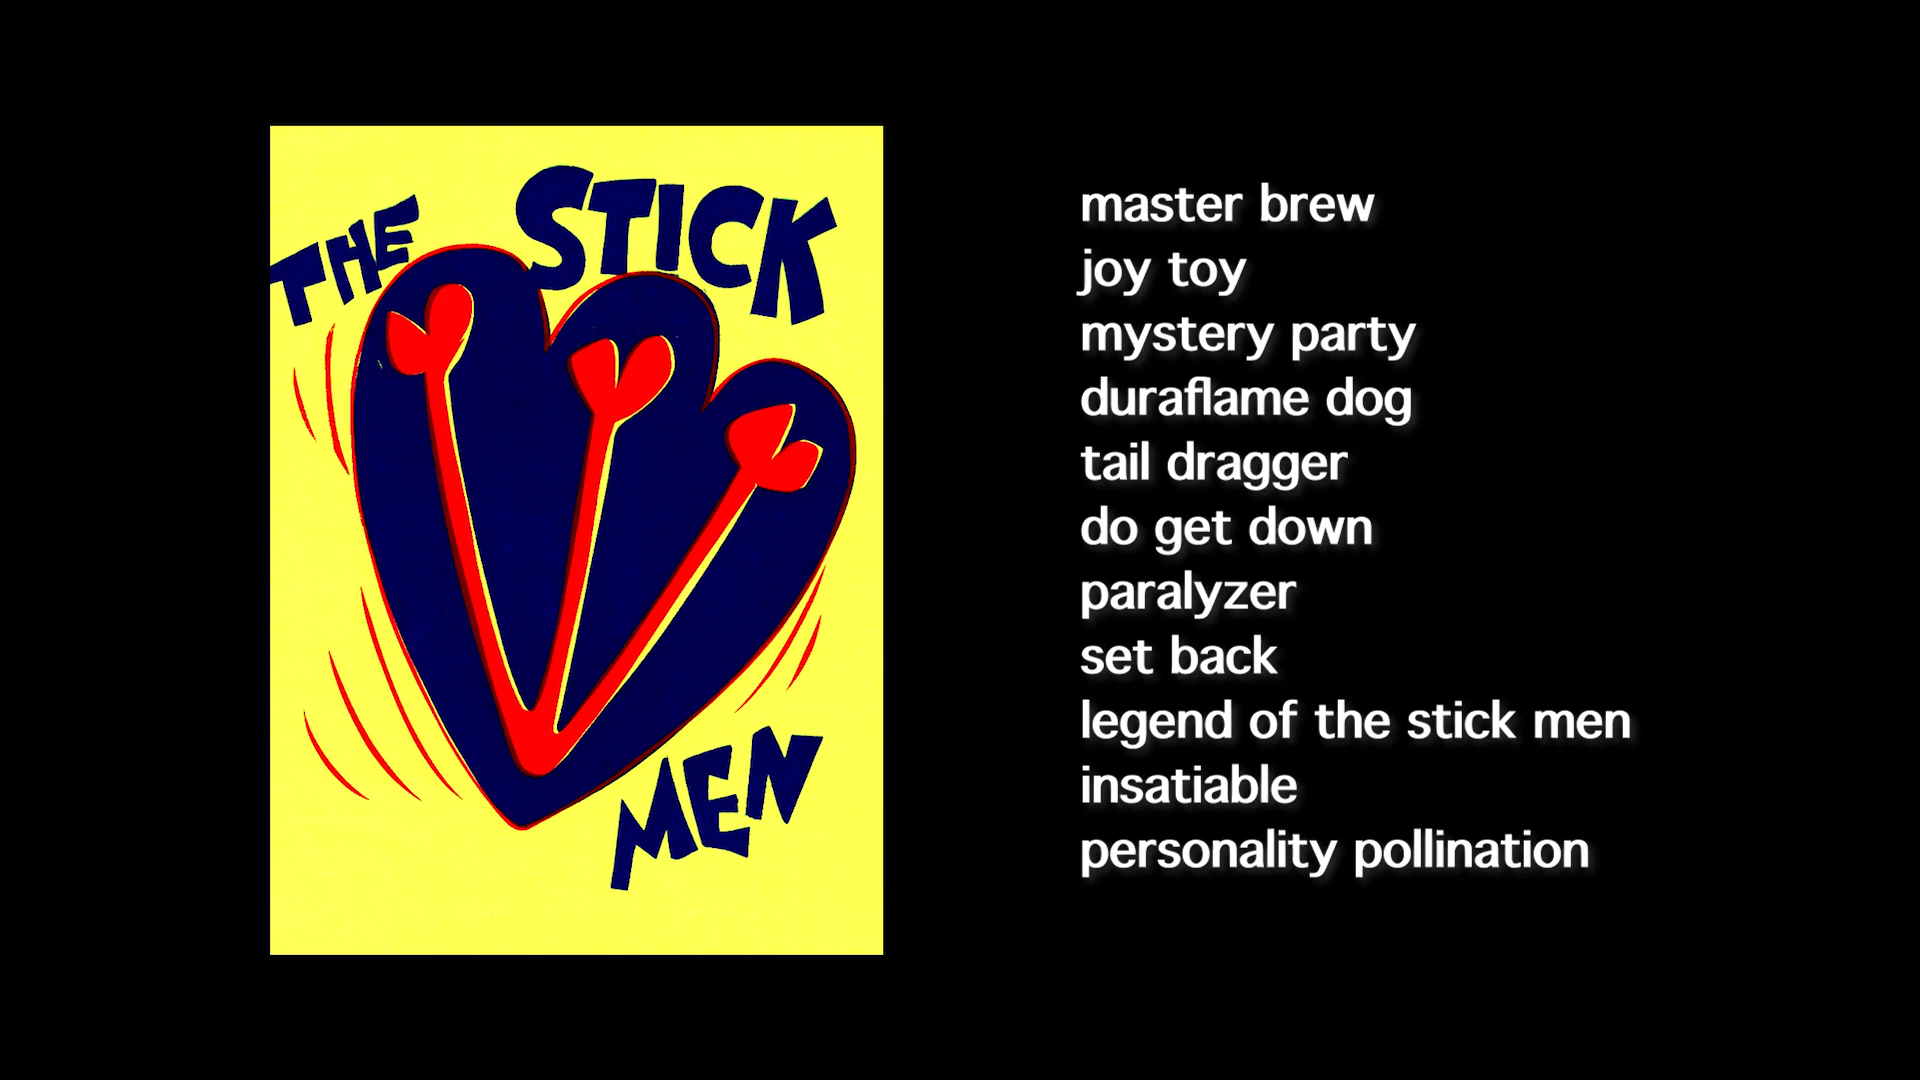 THE STICK
MEN
master brew
joy toy
mystery party
duraflame dog
tail dragger
do get down
paralyzer
set back
legend of the stick men
insatiable
personality pollination